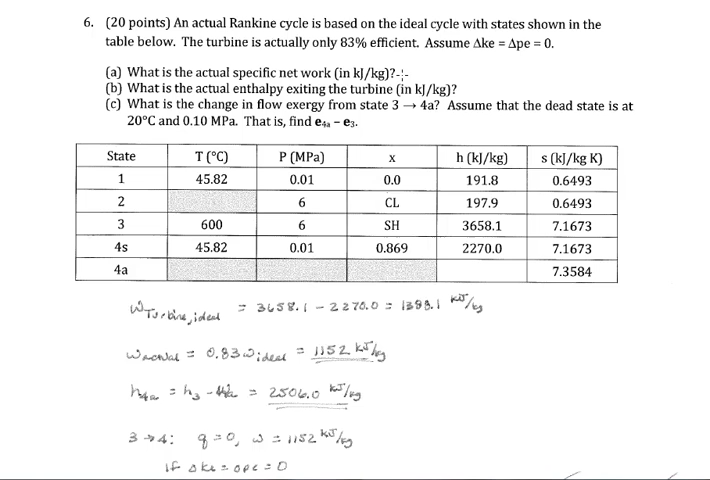 6. (20 points) An actual Rankine cycle is based on the ideal cycle with states shown in the
table below. The turbine is actually only 83% efficient. Assume Δke = Δpe = 0.
(a) What is the actual specific net work (in kJ/kg)?
(b) What is the actual enthalpy exiting the turbine (in kJ/kg)?
(c) What is the change in flow exergy from state 3 → 4a? Assume that the dead state is at
20°C and 0.10 MPa. That is, find e4a – e3.
State T (°C) P (MPa) x h (kJ/kg) s (kJ/kg K)
1 45.82 0.01 0.0 191.8 0.6493
2 6 CL 197.9 0.6493
3 600 6 SH 3658.1 7.1673
4s 45.82 0.01 0.869 2270.0 7.1673
4a 7.3584
WTurbine, ideal = 3658.1 - 2270.0 = 1388.1 kJ/kg
Wactual = 0.83 Wideal = 1152 kJ/kg
h4a = h3 - = 2506.0 kJ/kg
3→4: q = 0, w = 1152 kJ/kg
if Δke = Δpe = 0